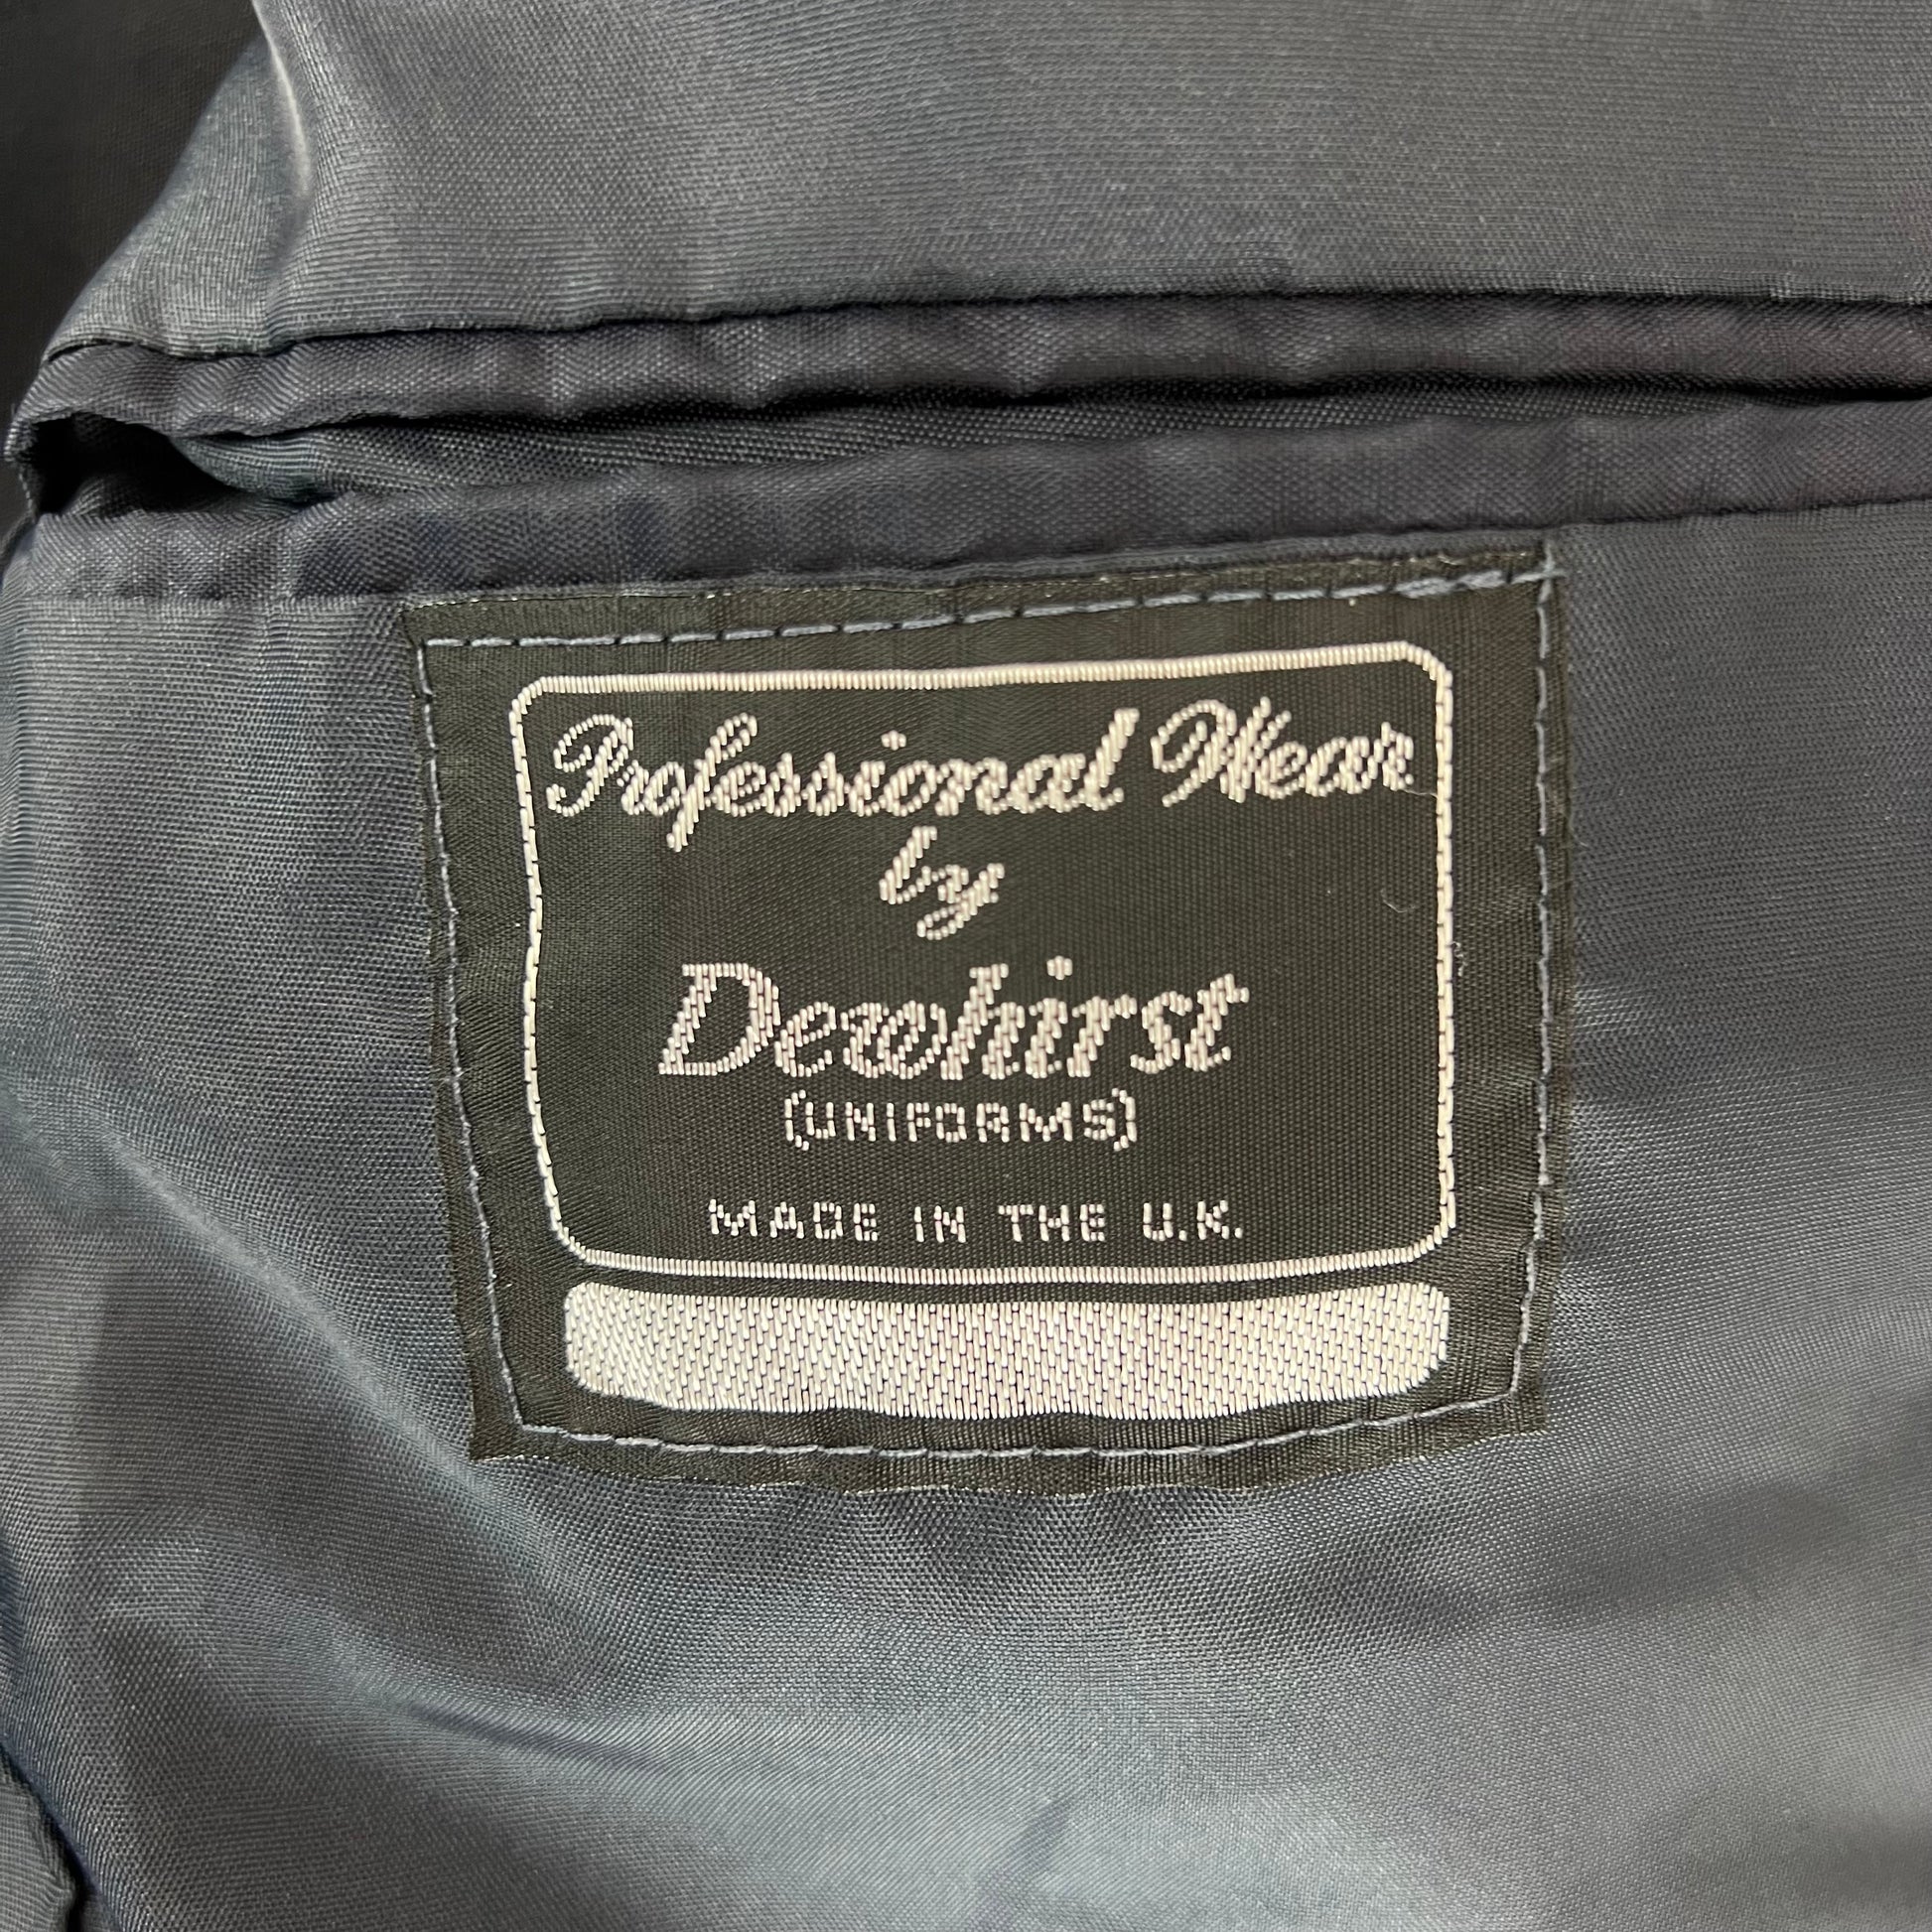 Professional Wear
by
Dewhirst
(UNIFORMS)
MADE IN THE U.K.